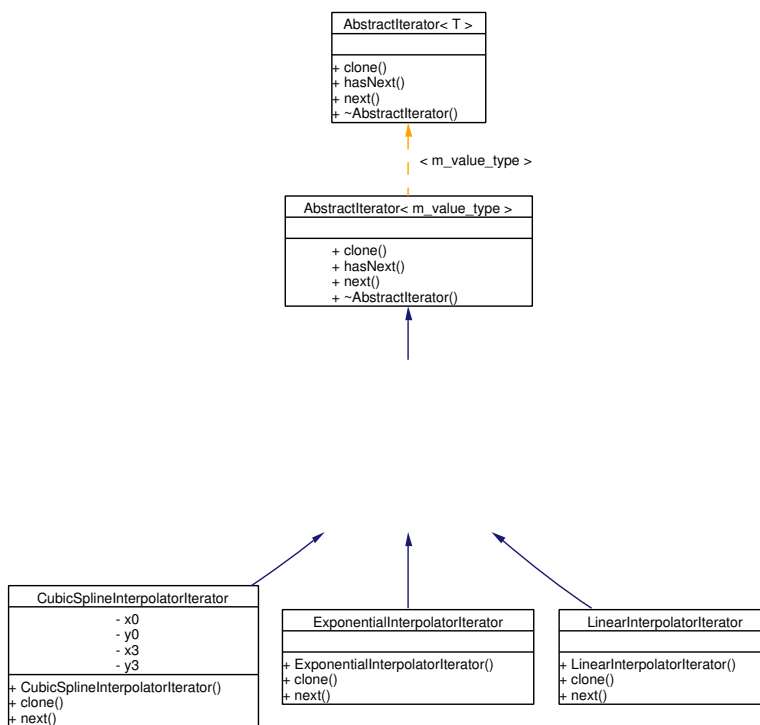 AbstractIterator< T >
+ clone()
+ hasNext()
+ next()
+ ~AbstractIterator()
< m_value_type >
AbstractIterator< m_value_type >
+ clone()
+ hasNext()
+ next()
+ ~AbstractIterator()
CubicSplineInterpolatorIterator
- x0
- y0
- x3
- y3
+ CubicSplineInterpolatorIterator()
+ clone()
+ next()
ExponentialInterpolatorIterator
+ ExponentialInterpolatorIterator()
+ clone()
+ next()
LinearInterpolatorIterator
+ LinearInterpolatorIterator()
+ clone()
+ next()